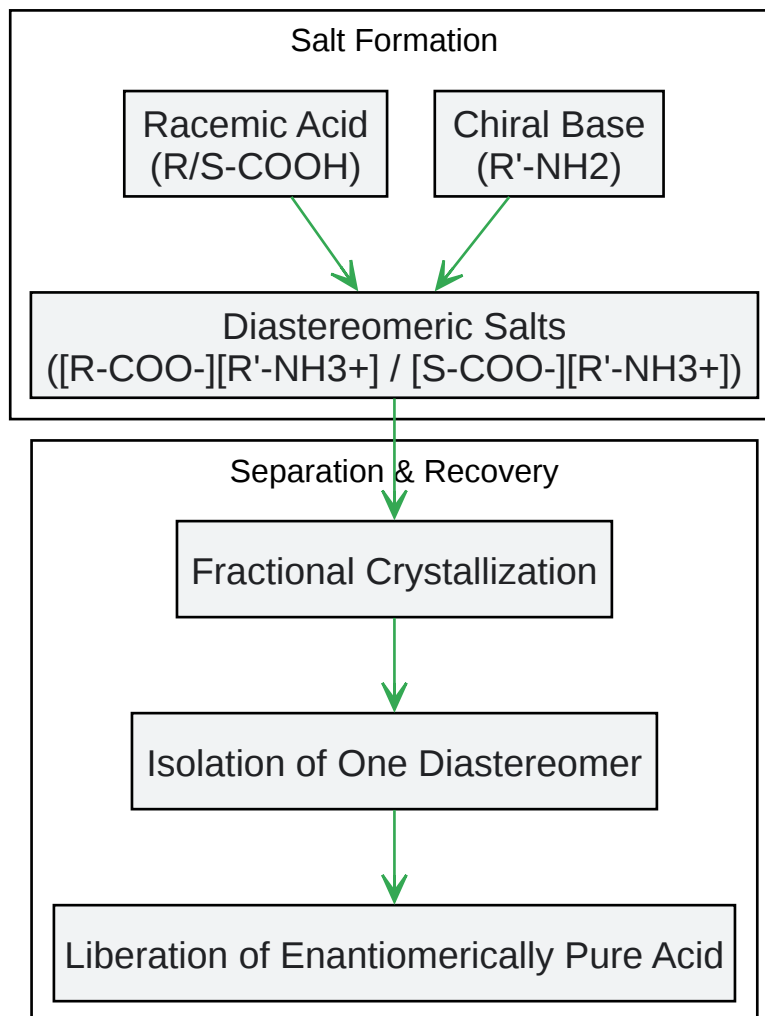 Salt Formation
Racemic Acid
(R/S-COOH)
Chiral Base
(R'-NH2)
Diastereomeric Salts
([R-COO-][R'-NH3+] / [S-COO-][R'-NH3+])
Separation & Recovery
Fractional Crystallization
Isolation of One Diastereomer
Liberation of Enantiomerically Pure Acid